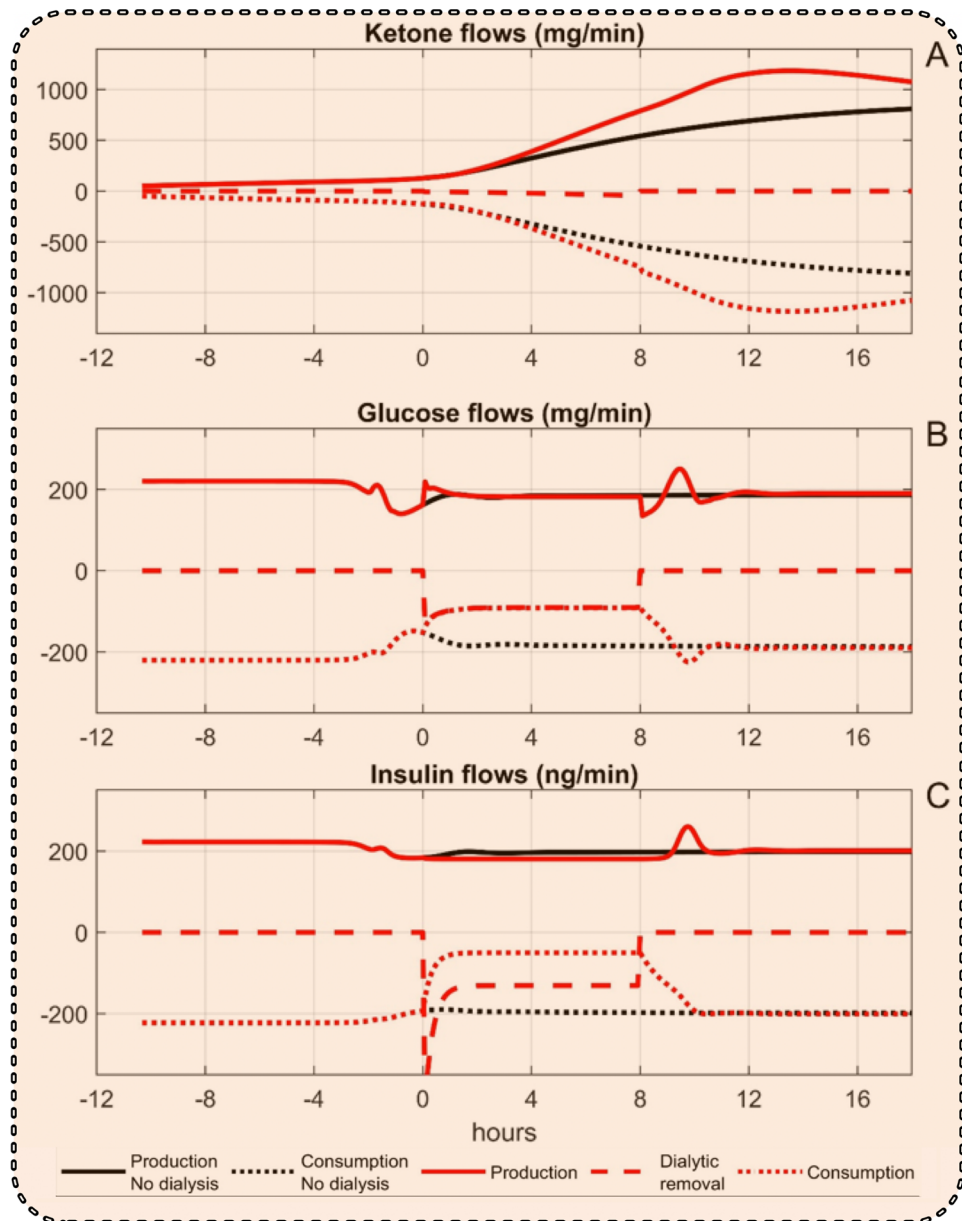 Ketone flows (mg/min)
A
1000
500
0
-500
-1000
-12 -8 -4 0 4 8 12 16
Glucose flows (mg/min)
B
200
0
-200
-12 -8 -4 0 4 8 12 16
Insulin flows (ng/min)
C
200
0
-200
-12 -8 -4 0 4 8 12 16
hours
Production
No dialysis
Consumption
No dialysis
Production
Dialytic
removal
Consumption